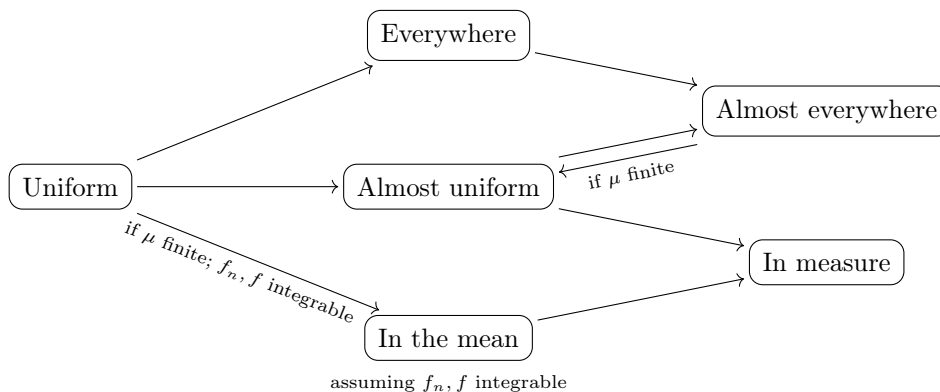 Everywhere
Almost everywhere
if μ finite
Uniform
Almost uniform
if μ finite; fₙ, f integrable
In measure
In the mean
assuming fₙ, f integrable